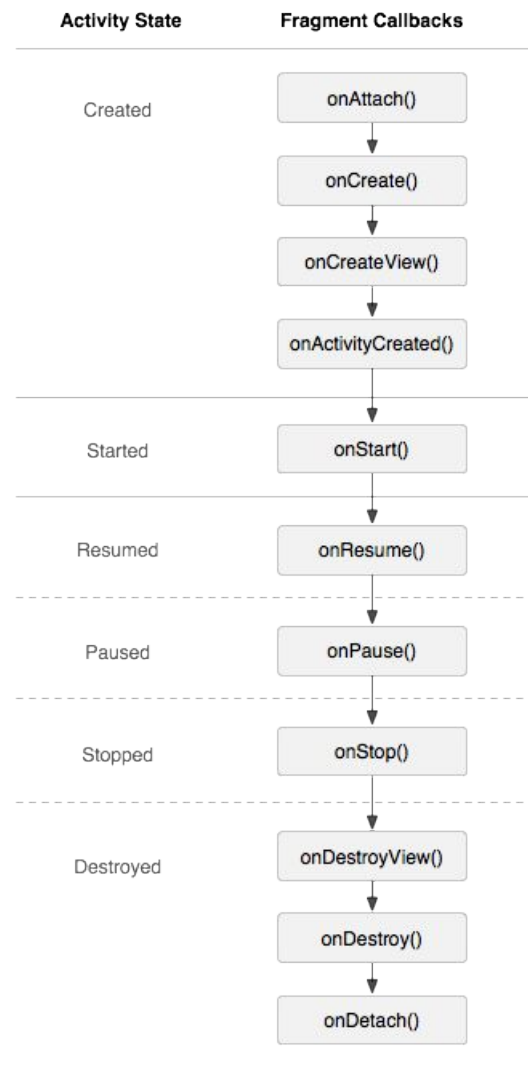 Activity State Fragment Callbacks
Created
onAttach()
onCreate()
onCreateView()
onActivityCreated()
Started
onStart()
Resumed
onResume()
Paused
onPause()
Stopped
onStop()
Destroyed
onDestroyView()
onDestroy()
onDetach()